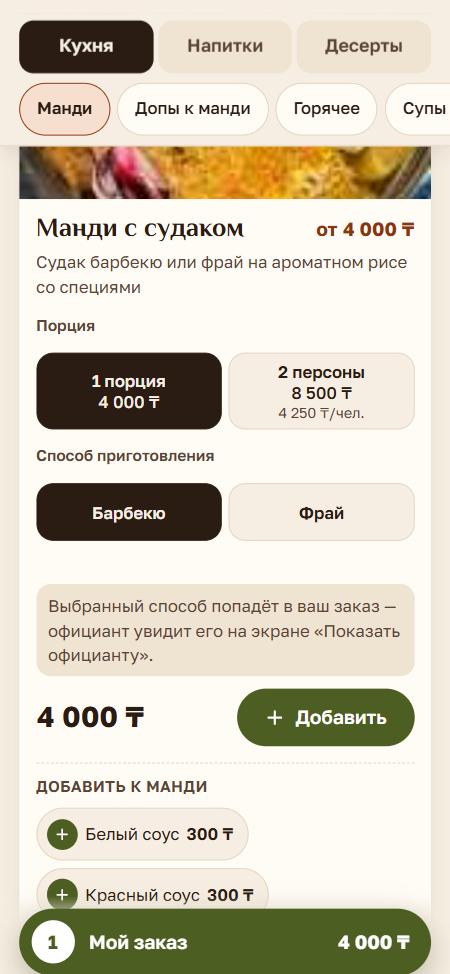 Кухня
Напитки
Десерты
Манди
Допы к манди
Горячее
Супы
Манди с судаком
от 4 000 ₸
Судак барбекю или фрай на ароматном рисе
со специями
Порция
1 порция
4 000 ₸
2 персоны
8 500 ₸
4 250 ₸/чел.
Способ приготовления
Барбекю
Фрай
Выбранный способ попадёт в ваш заказ —
официант увидит его на экране «Показать
официанту».
4 000 ₸
+ Добавить
ДОБАВИТЬ К МАНДИ
+ Белый соус 300 ₸
+ Красный соус 300 ₸
1 Мой заказ 4 000 ₸